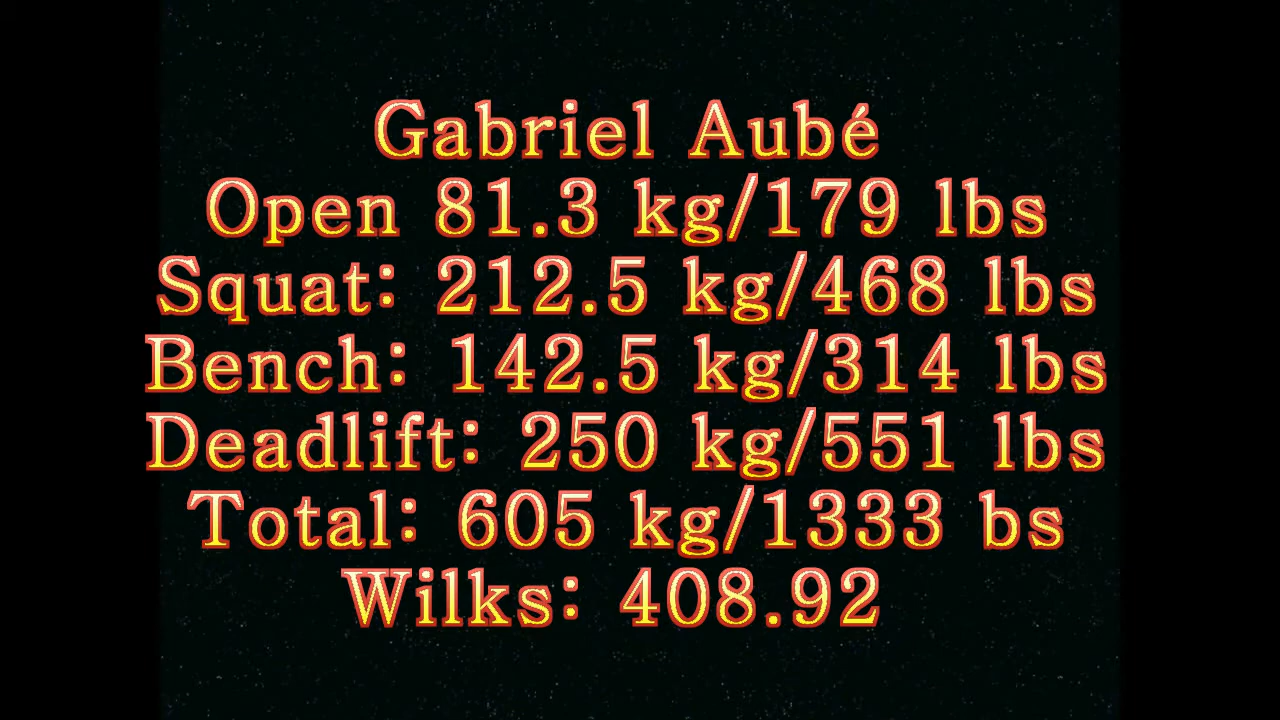 Gabriel Aubé
Open 81.3 kg/179 lbs
Squat: 212.5 kg/468 lbs
Bench: 142.5 kg/314 lbs
Deadlift: 250 kg/551 lbs
Total: 605 kg/1333 bs
Wilks: 408.92